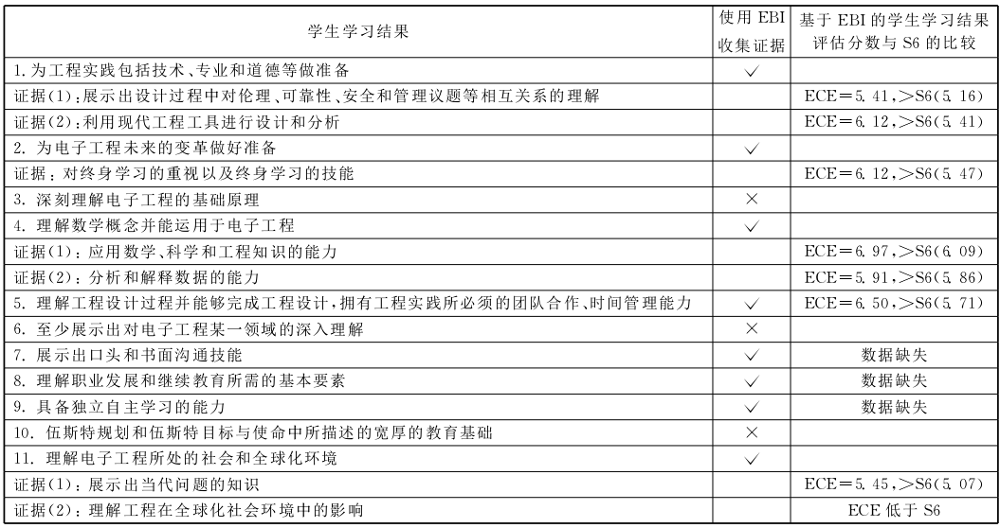 学生学习结果 使用 EBI 收集证据 基于 EBI 的学生学习结果评估分数与 S6 的比较
1.为工程实践包括技术、专业和道德等做准备 √
证据(1):展示出设计过程中对伦理、可靠性、安全和管理议题等相互关系的理解 ECE=5.41,>S6(5.16)
证据(2):利用现代工程工具进行设计和分析 ECE=6.12,>S6(5.41)
2. 为电子工程未来的变革做好准备 √
证据: 对终身学习的重视以及终身学习的技能 ECE=6.12,>S6(5.47)
3. 深刻理解电子工程的基础原理 ×
4. 理解数学概念并能运用于电子工程 √
证据(1): 应用数学、科学和工程知识的能力 ECE=6.97,>S6(6.09)
证据(2): 分析和解释数据的能力 ECE=5.91,>S6(5.86)
5. 理解工程设计过程并能够完成工程设计,拥有工程实践所必须的团队合作、时间管理能力 √ ECE=6.50,>S6(5.71)
6. 至少展示出对电子工程某一领域的深入理解 ×
7. 展示出口头和书面沟通技能 √ 数据缺失
8. 理解职业发展和继续教育所需的基本要素 √ 数据缺失
9. 具备独立自主学习的能力 √ 数据缺失
10. 伍斯特规划和伍斯特目标与使命中所描述的宽厚的教育基础 ×
11. 理解电子工程所处的社会和全球化环境 √
证据(1): 展示出当代问题的知识 ECE=5.45,>S6(5.07)
证据(2): 理解工程在全球化社会环境中的影响 ECE 低于 S6